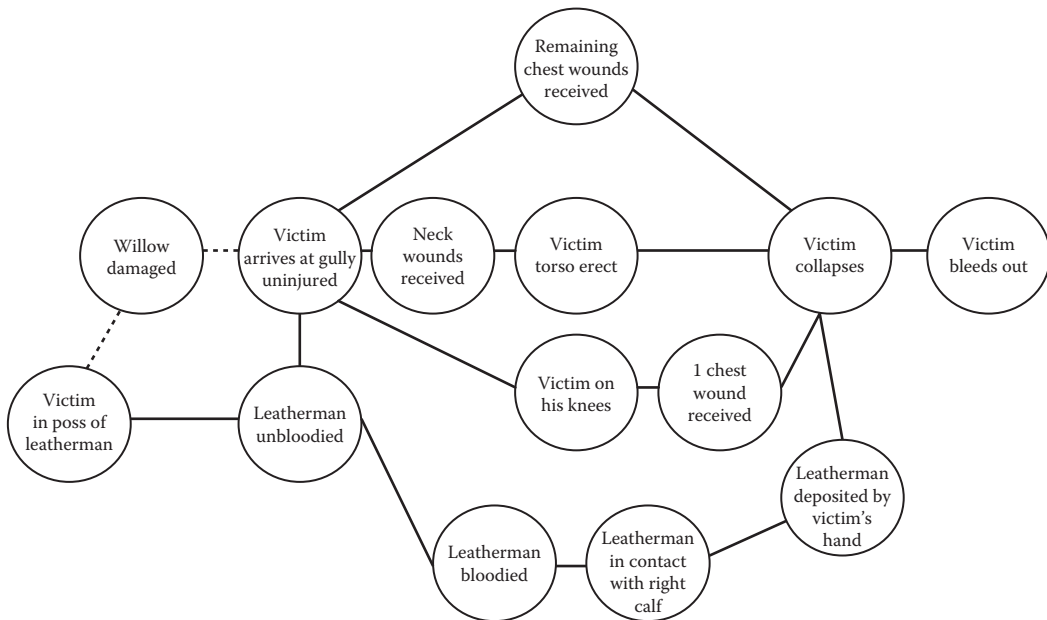 Remaining
chest wounds
received
Willow
damaged
Victim
arrives at gully
uninjured
Neck
wounds
received
Victim
torso erect
Victim
collapses
Victim
bleeds out
Victim
in poss of
leatherman
Leatherman
unbloodied
Victim on
his knees
1 chest
wound
received
Leatherman
deposited by
victim's
hand
Leatherman
bloodied
Leatherman
in contact
with right
calf